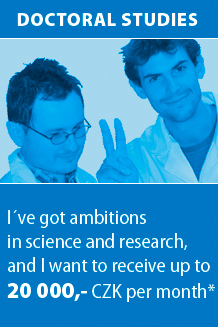 DOCTORAL STUDIES
I´ve got ambitions
in science and research,
and I want to receive up to
20 000,- CZK per month*